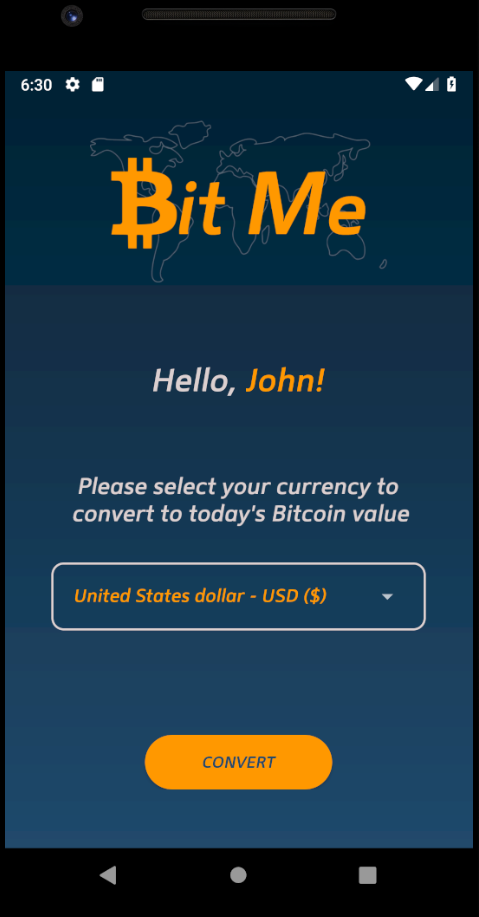 6:30
Bit Me
Hello, John!
Please select your currency to
convert to today's Bitcoin value
United States dollar - USD ($)
CONVERT